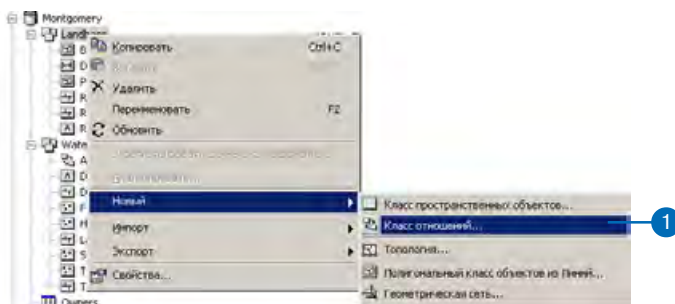 Montgomery
Landbase
B Копировать Ctrl+C
D
P Удалить
R Переименовать F2
R Обновить
Wate
A
D
D Новый Класс пространственных объектов...
F Класс отношений... 1
H Импорт Топология...
L Экспорт Полигональный класс объектов из Линий...
S
T Свойства... Геометрическая сеть...
T
Owners